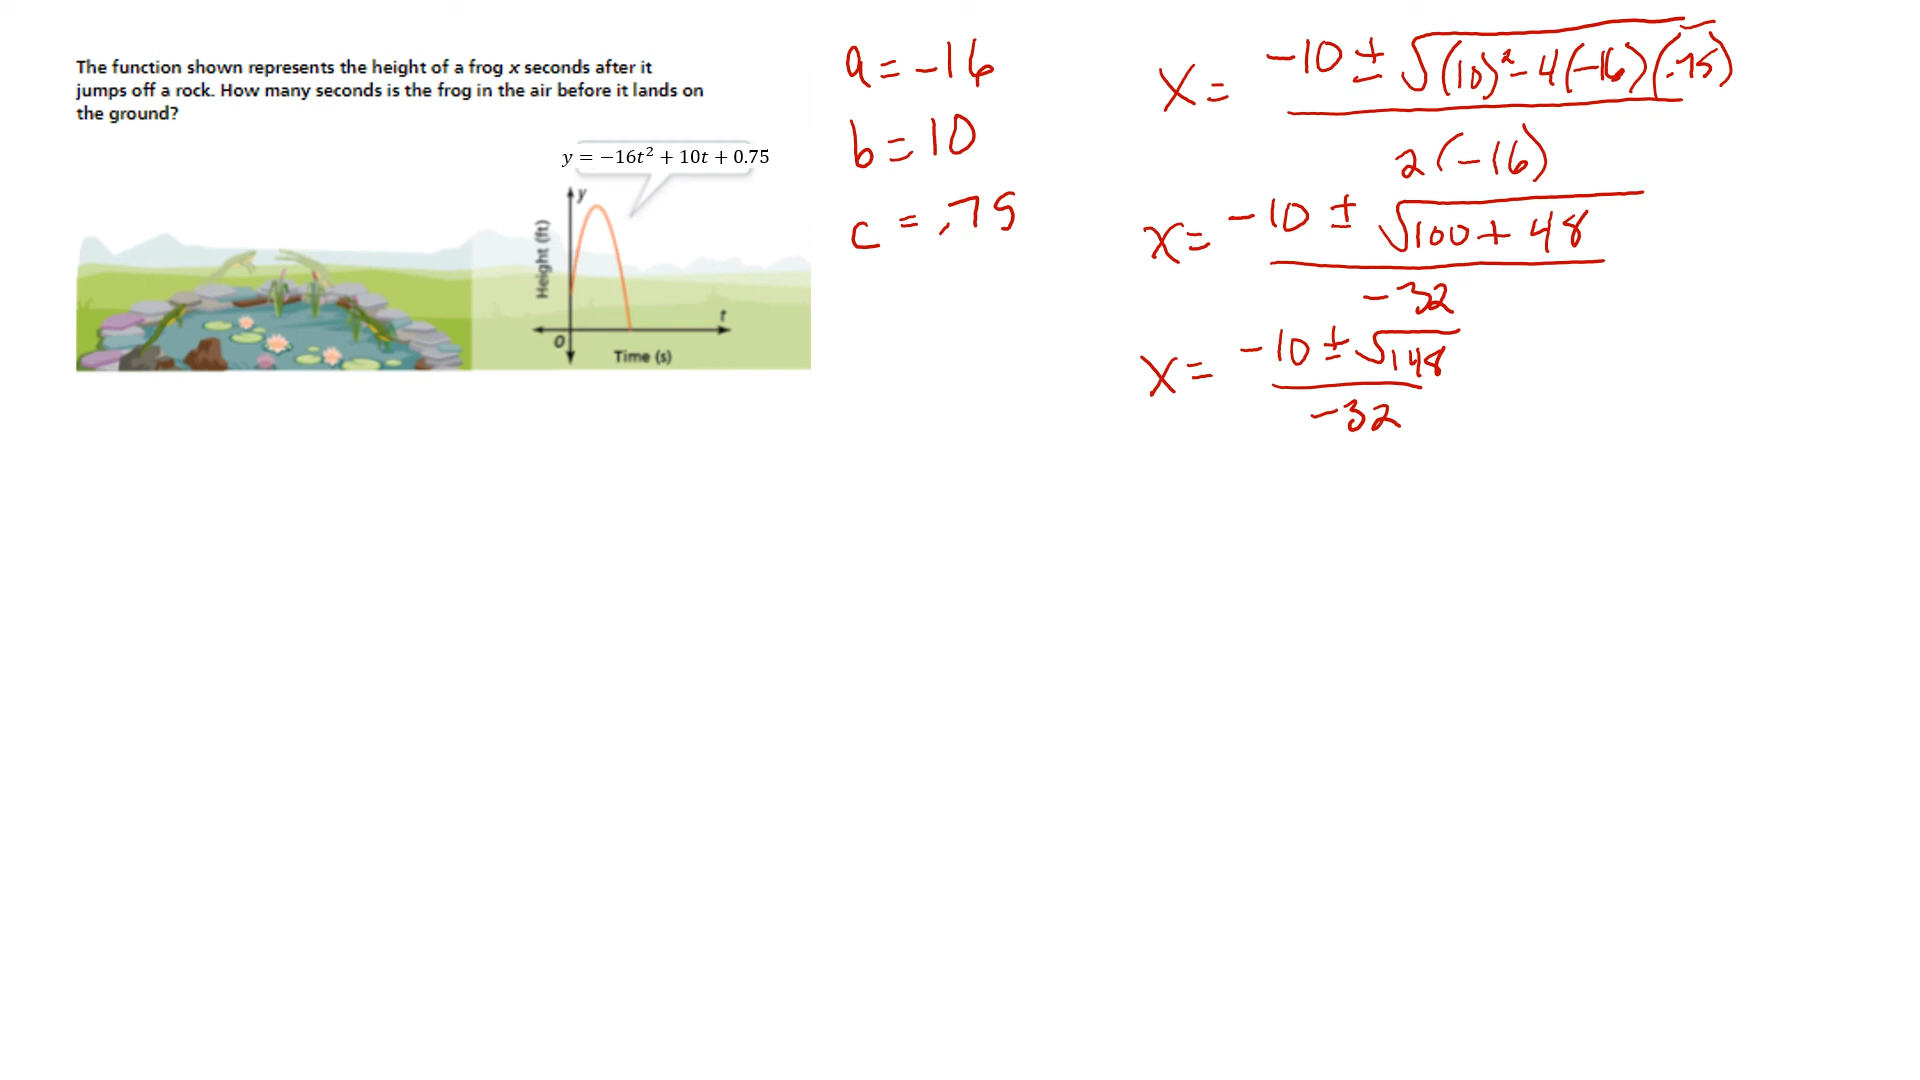 The function shown represents the height of a frog x seconds after it
jumps off a rock. How many seconds is the frog in the air before it lands on
the ground?
y = −16t² + 10t + 0.75
y
Height (ft)
t
O
Time (s)
a = -16
b = 10
c = .75
x = -10 ± √(10)² - 4(-16)(.75)
2(-16)
x = -10 ± √100 + 48
-32
x = -10 ± √148
-32